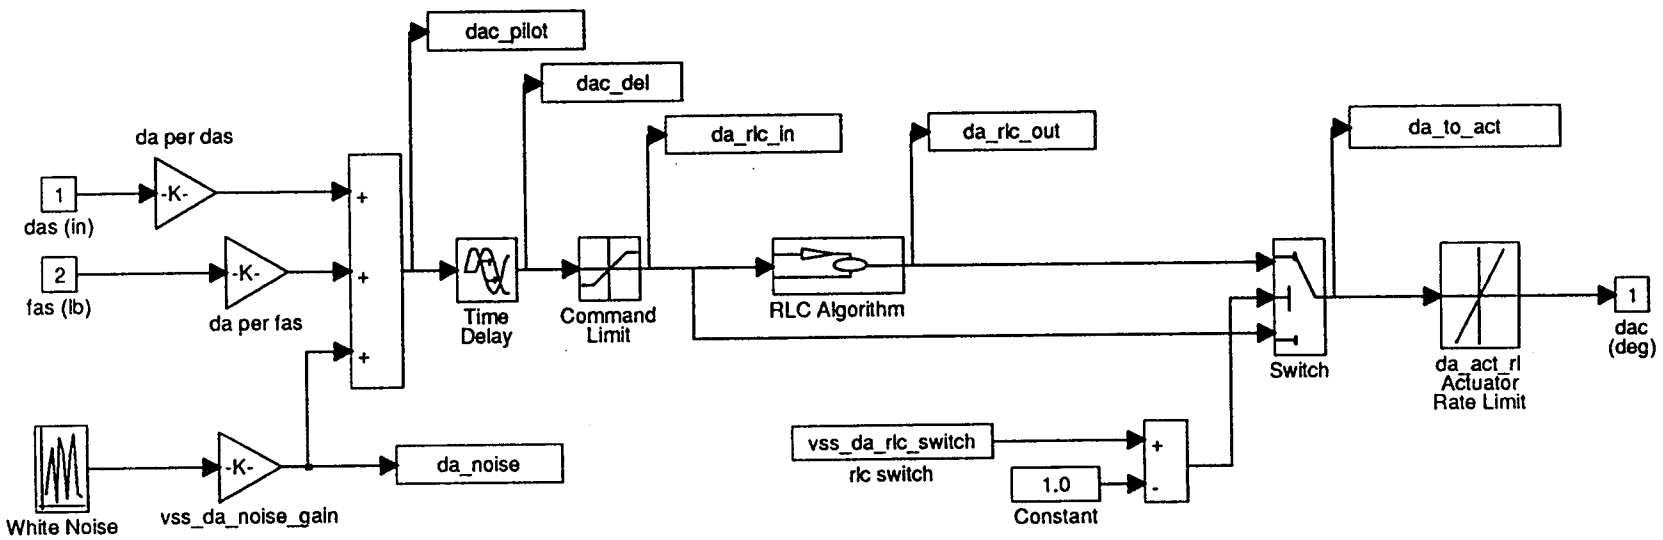 dac_pilot
dac_del
da_rlc_in
da_rlc_out
da_to_act
da per das
1
-K-
das (in)
+
2
-K-
fas (lb)
da per fas
+
Time
Delay
Command
Limit
RLC Algorithm
Switch
da_act_rl
Actuator
Rate Limit
1
dac
(deg)
+
White Noise
-K-
vss_da_noise_gain
da_noise
vss_da_rlc_switch
rlc switch
1.0
Constant
+
-